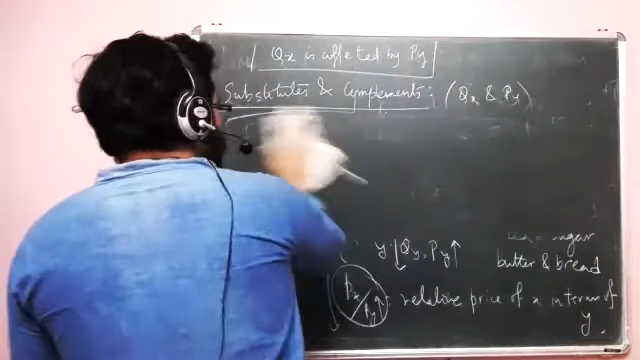 Qx is affected by Py
Substitutes & Complements: (Qx & Py)
y ↓Qy, Py↑
butter & bread
Px/Py↑ : relative price of x in terms of
y.